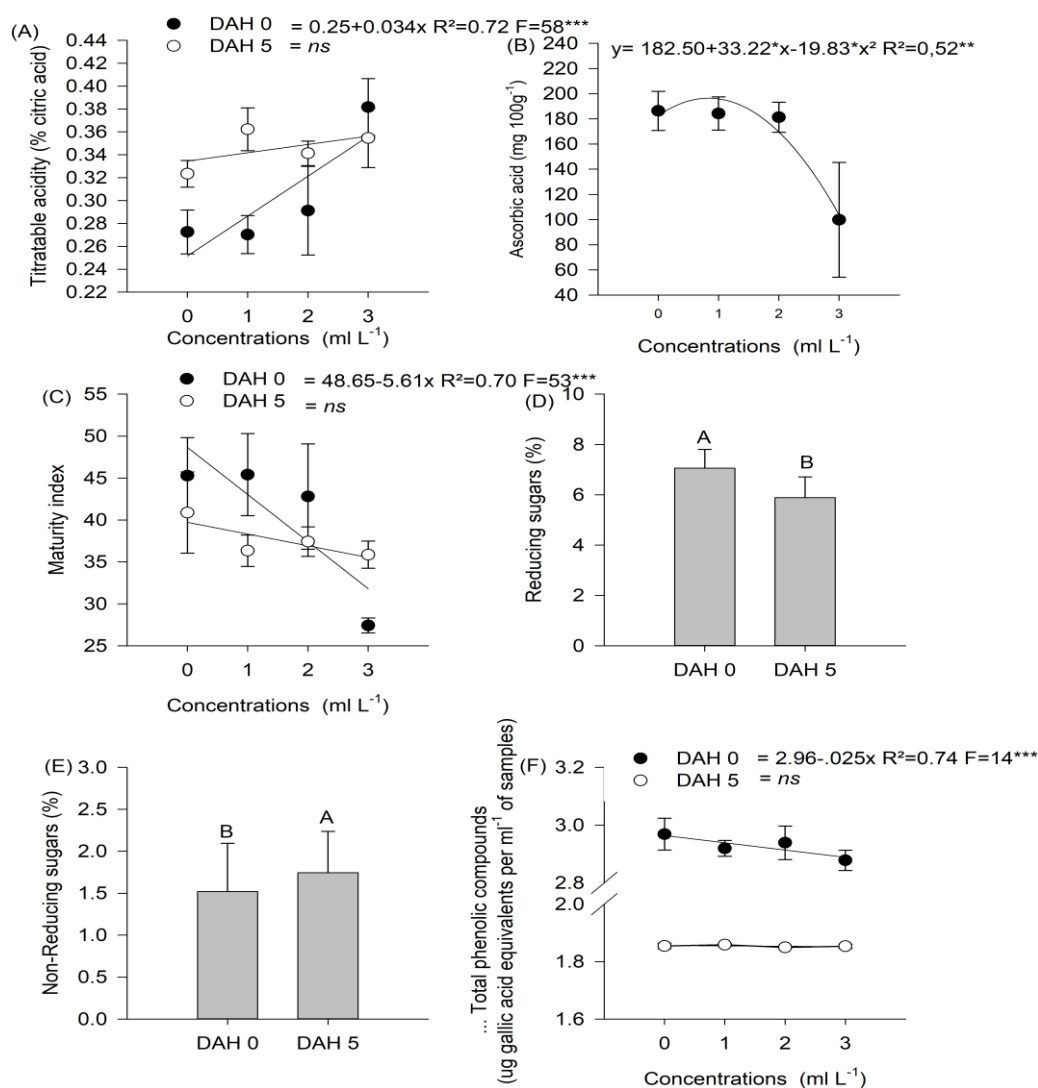 (A)
● DAH 0 = 0.25+0.034x R²=0.72 F=58***
○ DAH 5 = ns
Titratable acidity (% citric acid)
0.44
0.42
0.40
0.38
0.36
0.34
0.32
0.30
0.28
0.26
0.24
0.22
0 1 2 3
Concentrations (ml L⁻¹)
(B)
y= 182.50+33.22*x-19.83*x² R²=0,52**
Ascorbic acid (mg 100g⁻¹)
240
220
200
180
160
140
120
100
80
60
40
0 1 2 3
Concentrations (ml L⁻¹)
(C)
● DAH 0 = 48.65-5.61x R²=0.70 F=53***
○ DAH 5 = ns
Maturity index
55
50
45
40
35
30
25
0 1 2 3
Concentrations (ml L⁻¹)
(D)
Reducing sugars (%)
10
8
6
4
2
0
A
B
DAH 0 DAH 5
(E)
Non-Reducing sugars (%)
3.0
2.5
2.0
1.5
1.0
0.5
0.0
B
A
DAH 0 DAH 5
(F)
● DAH 0 = 2.96-.025x R²=0.74 F=14***
○ DAH 5 = ns
... Total phenolic compounds
(ug gallic acid equivalents per ml⁻¹ of samples)
3.2
3.0
2.8
2.0
1.8
1.6
0 1 2 3
Concentrations (ml L⁻¹)